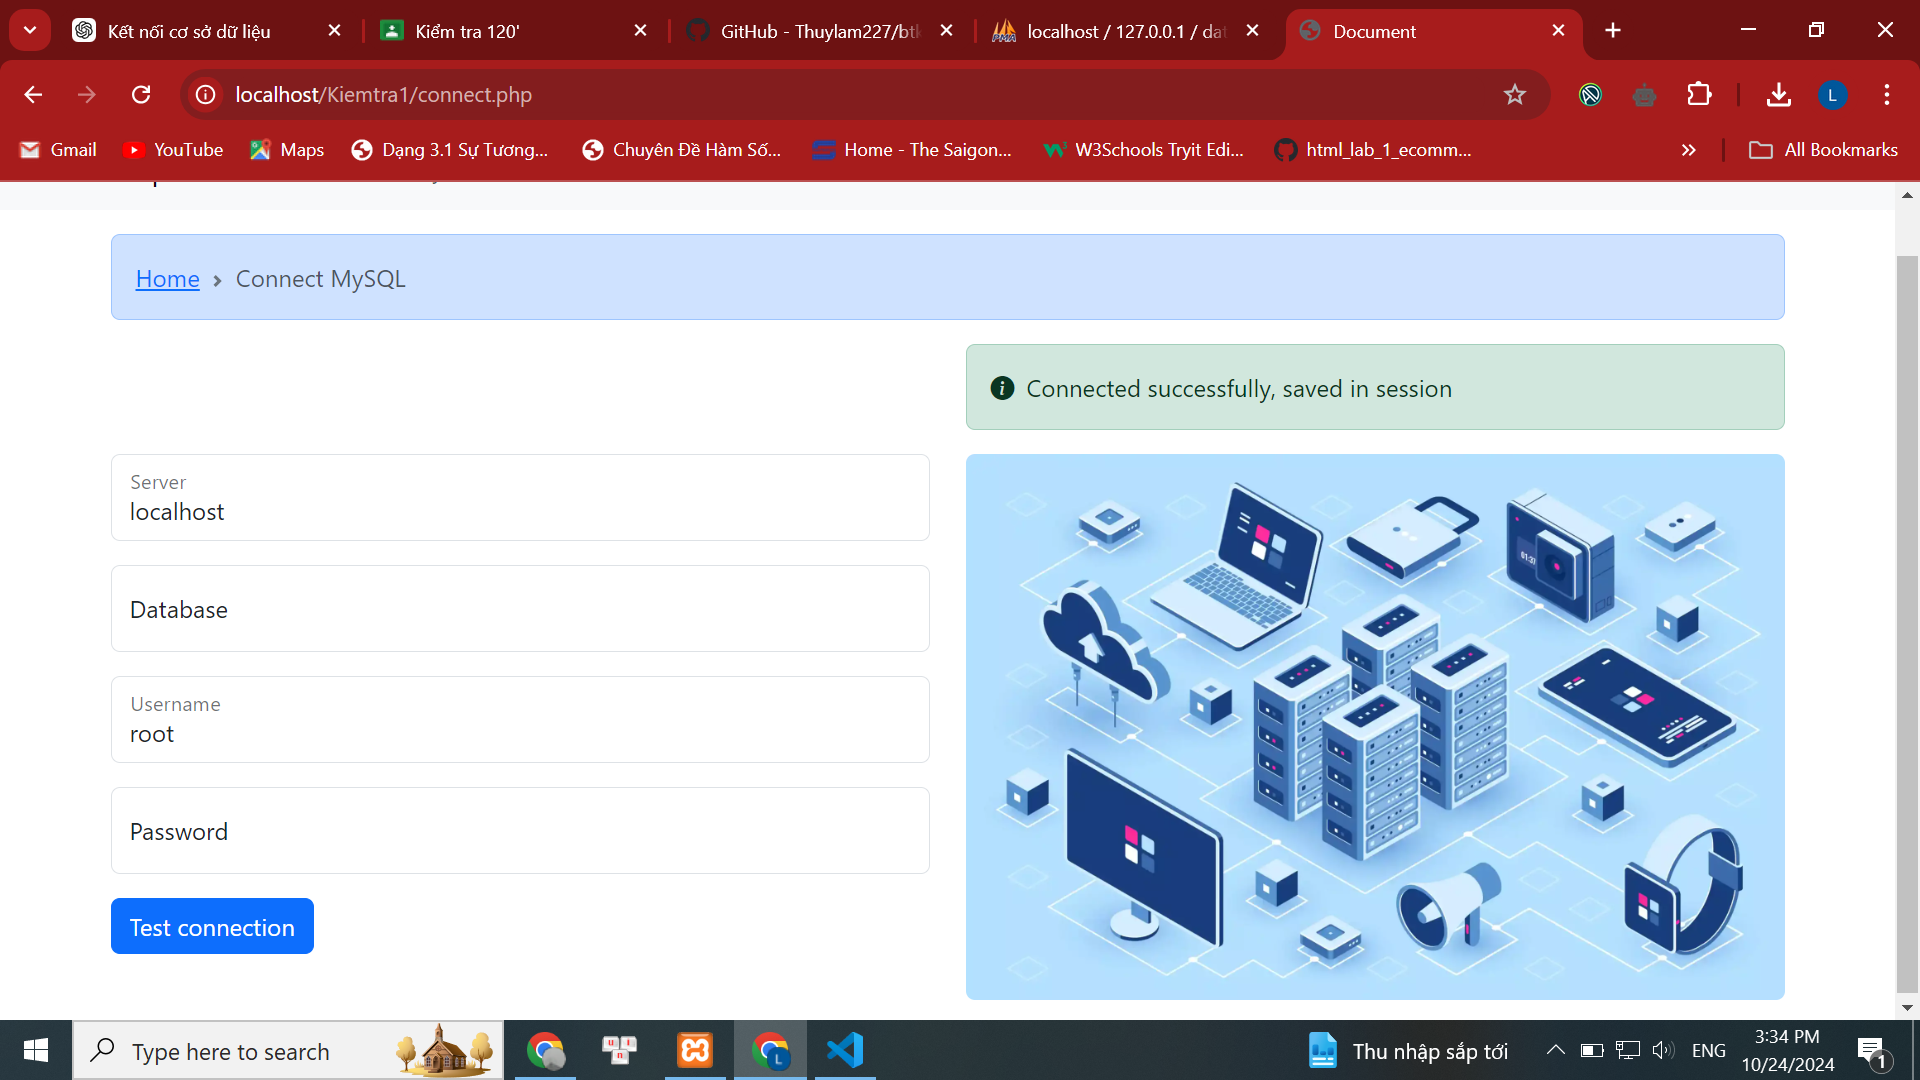 Kết nối cơ sở dữ liệu
Kiểm tra 120'
GitHub - Thuylam227/btl
localhost / 127.0.0.1 / dat
Document
localhost/Kiemtra1/connect.php
L
Gmail
YouTube
Maps
Dạng 3.1 Sự Tương...
Chuyên Đề Hàm Số...
Home - The Saigon...
W3Schools Tryit Edi...
html_lab_1_ecomm...
All Bookmarks
Home > Connect MySQL
Connected successfully, saved in session
Server
localhost
Database
Username
root
Password
Test connection
01:37
Type here to search
Thu nhập sắp tới
ENG
3:34 PM
10/24/2024
1